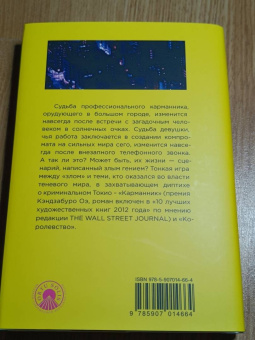 Судьба профессионального карманника,
орудующего в большом городе, изменится
навсегда после встречи с загадочным чело-
веком в солнечных очках. Судьба девушки,
чья работа заключается в создании компро-
мата на сильных мира сего, изменится навсег-
да после внезапного телефонного звонка.
А так ли это? Может быть, их жизни — сце-
нарий, написанный злым гением? Тонкая игра
между «злом» и теми, кто оказался во власти
теневого мира, в захватывающем диптихе
о криминальном Токио – «Карманник» (премия
Кэндзабуро Оэ, роман включен в «10 лучших
художественных книг 2012 года» по мнению
редакции THE WALL STREET JOURNAL) и «Ко-
ролевство».
ISBN 978-5-907014-66-4
9 785907 014664